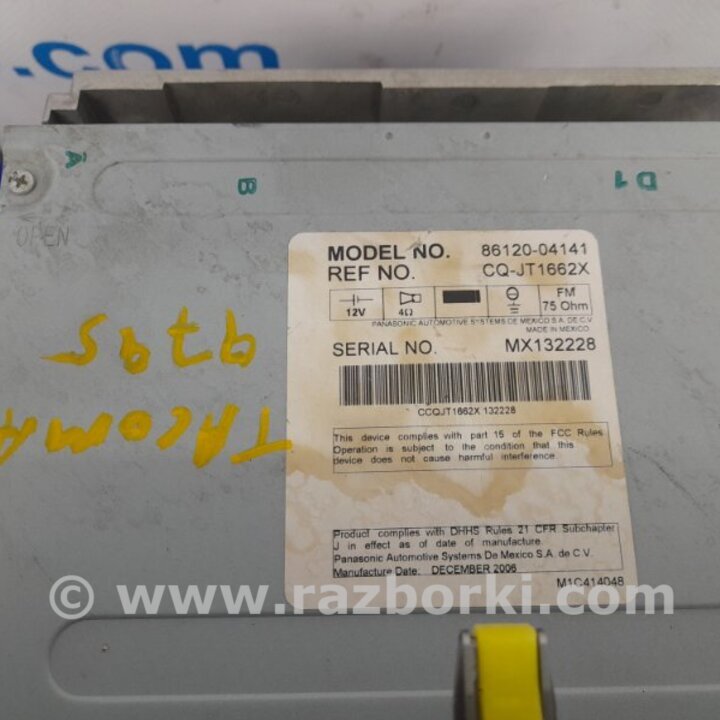 .com
A
B
D1
OPEN
MODEL NO. 86120-04141
REF NO. CQ-JT1662X
12V 4Ω FM 75 Ohm
PANASONIC AUTOMOTIVE SYSTEMS DE MEXICO S.A. DE C.V.
MADE IN MEXICO
SERIAL NO. MX132228
CCQJT1662X 132228
This device complies with part 15 of the FCC Rules
Operation is subject to the condition that this
device does not cause harmful interference.
Product complies with DHHS Rules 21 CFR Subchapter
J in effect as of date of manufacture.
Panasonic Automotive Systems De Mexico S.A. de C.V.
Manufacture Date: DECEMBER 2006
M1C414048
9795
TACOMA
© www.razborki.com